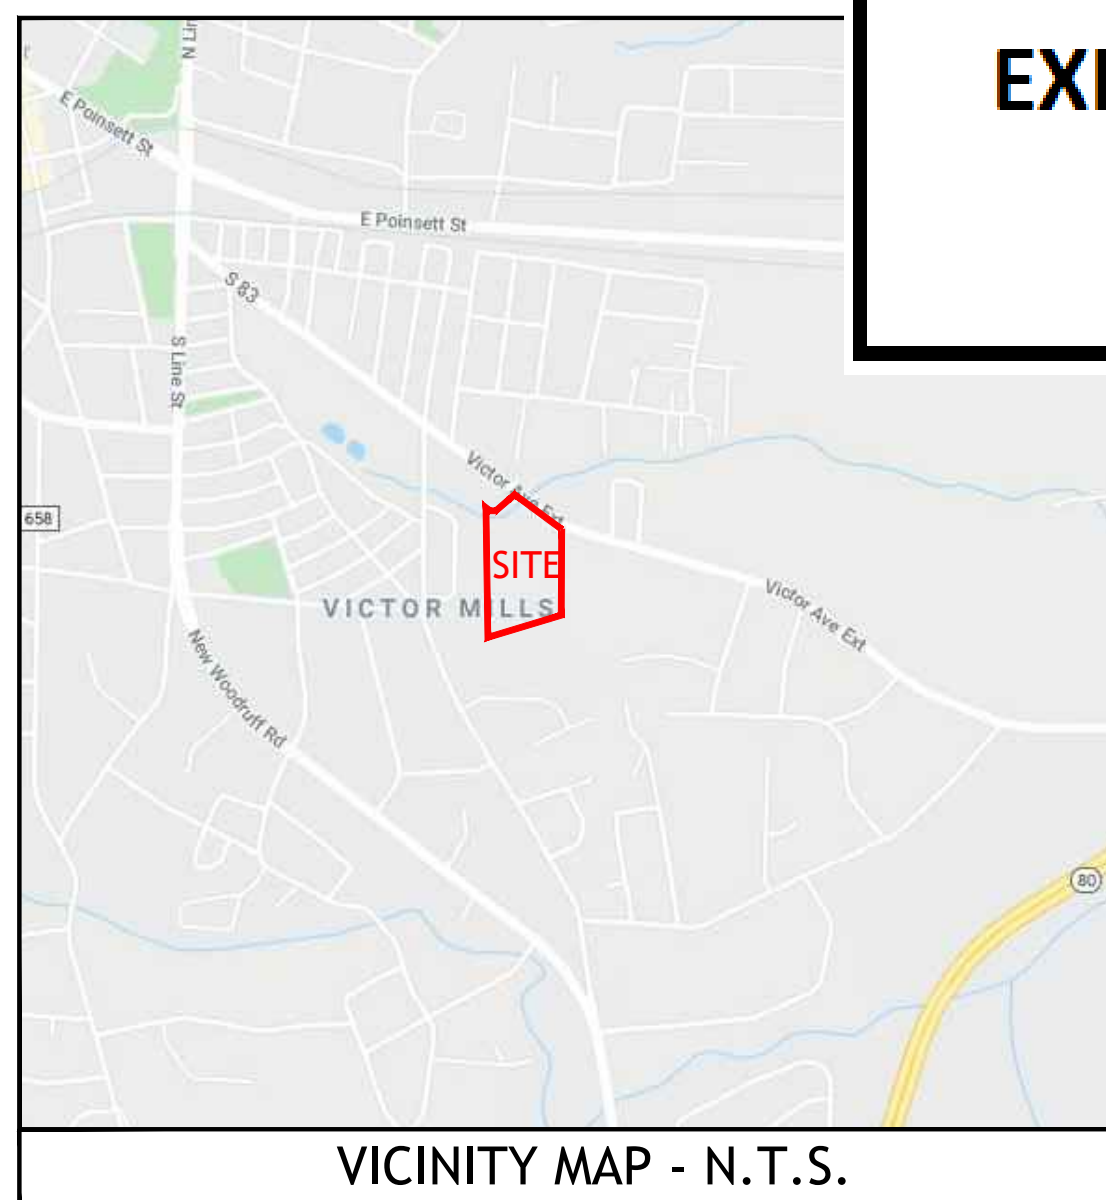 EXI
N Lin
E Poinsett St
E Poinsett St
S 83
S Line St
Victor Ave Ext
658
SITE
VICTOR MILLS
Victor Ave Ext
New Woodruff Rd
80
VICINITY MAP - N.T.S.